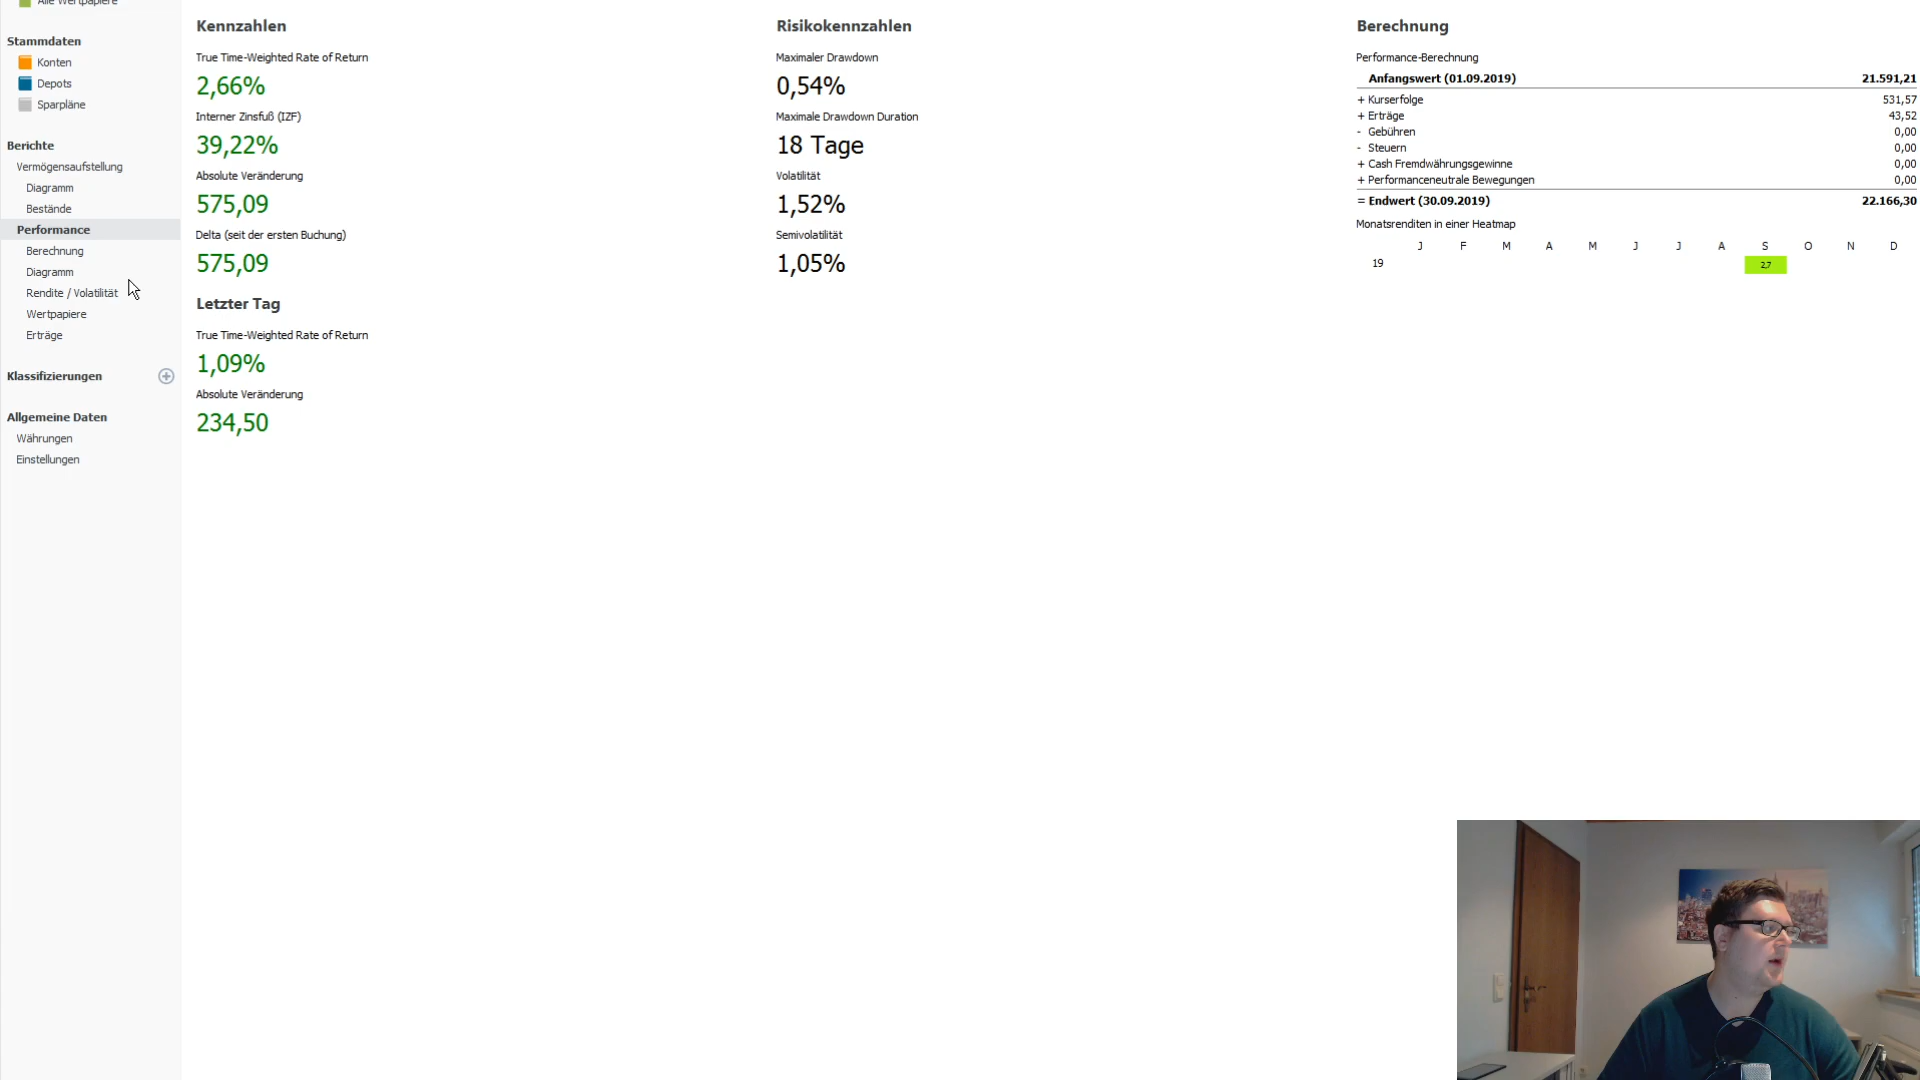 Alle Wertpapiere
Stammdaten
Konten
Depots
Sparpläne
Berichte
Vermögensaufstellung
Diagramm
Bestände
Performance
Berechnung
Diagramm
Rendite / Volatilität
Wertpapiere
Erträge
Klassifizierungen
Allgemeine Daten
Währungen
Einstellungen
Kennzahlen
True Time-Weighted Rate of Return
2,66%
Interner Zinsfuß (IZF)
39,22%
Absolute Veränderung
575,09
Delta (seit der ersten Buchung)
575,09
Letzter Tag
True Time-Weighted Rate of Return
1,09%
Absolute Veränderung
234,50
Risikokennzahlen
Maximaler Drawdown
0,54%
Maximale Drawdown Duration
18 Tage
Volatilität
1,52%
Semivolatilität
1,05%
Berechnung
Performance-Berechnung
Anfangswert (01.09.2019) 21.591,21
+ Kurserfolge 531,57
+ Erträge 43,52
- Gebühren 0,00
- Steuern 0,00
+ Cash Fremdwährungsgewinne 0,00
+ Performanceneutrale Bewegungen 0,00
= Endwert (30.09.2019) 22.166,30
Monatsrenditen in einer Heatmap
J F M A M J J A S O N D
19 2,7